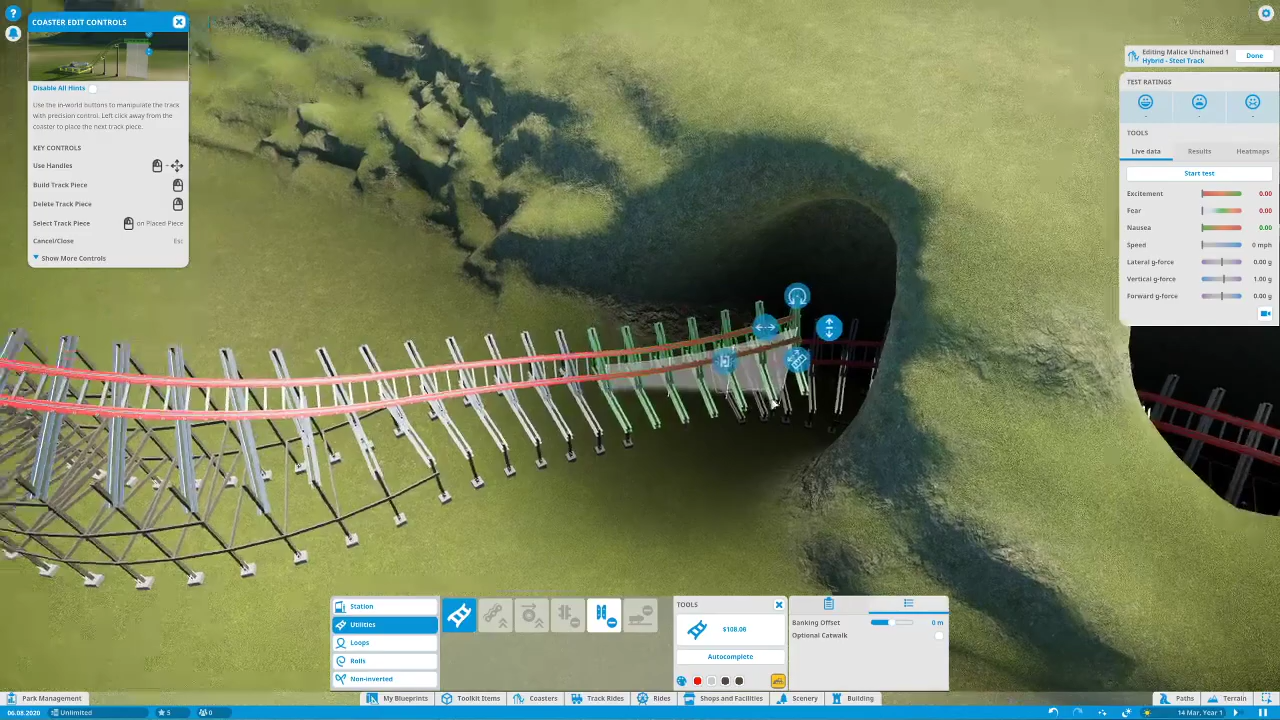 COASTER EDIT CONTROLS
Disable All Hints
Use the in-world buttons to manipulate the track
with precision control. Left click away from the
coaster to place the next track piece.
KEY CONTROLS
Use Handles
Build Track Piece
Delete Track Piece
Select Track Piece
on Placed Piece
Cancel/Close
Esc
Show More Controls
Editing Malice Unchained 1
Hybrid - Steel Track
Done
TEST RATINGS
-
-
-
TOOLS
Live data
Results
Heatmaps
Start test
Excitement
0.00
Fear
0.00
Nausea
0.00
Speed
0 mph
Lateral g-force
0.00 g
Vertical g-force
1.00 g
Forward g-force
0.00 g
Station
Utilities
Loops
Rolls
Non-inverted
TOOLS
$108.06
Autocomplete
Banking Offset
0 m
Optional Catwalk
Park Management
My Blueprints
Toolkit Items
Coasters
Track Rides
Rides
Shops and Facilities
Scenery
Building
Paths
Terrain
06.08.2020
Unlimited
5
0
14 Mar, Year 1